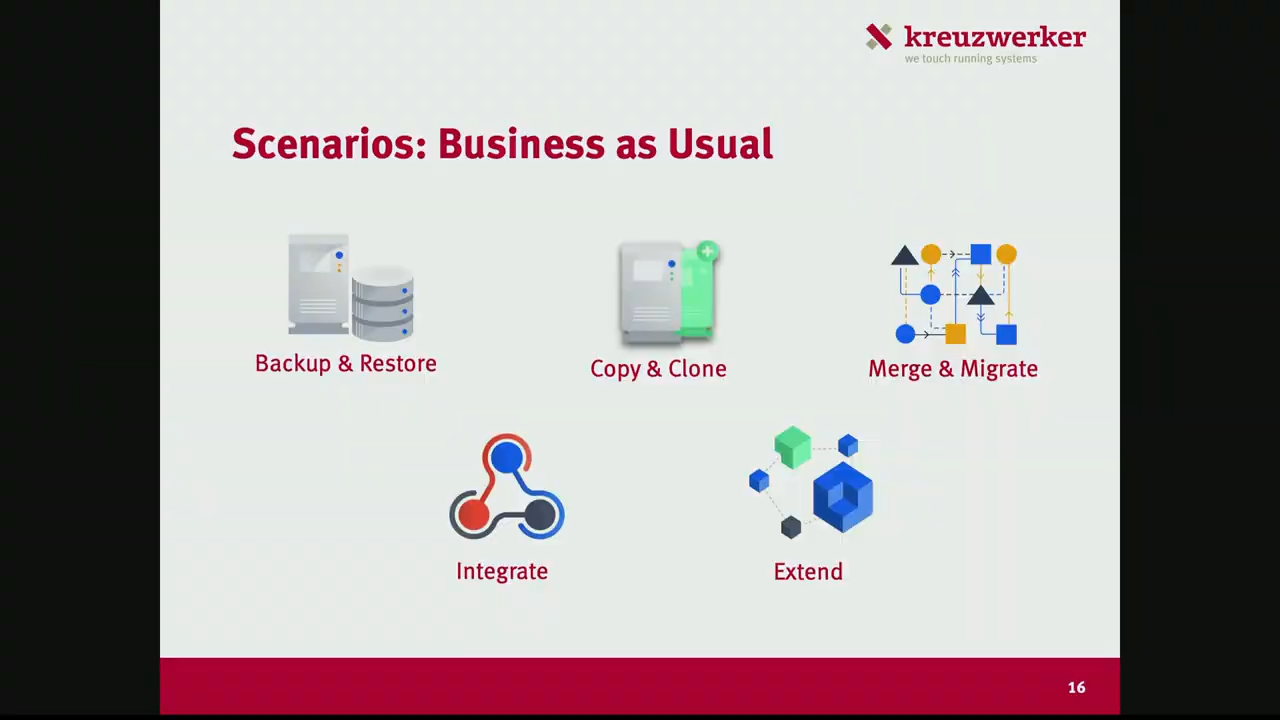 kreuzwerker
we touch running systems
Scenarios: Business as Usual
Backup & Restore
Copy & Clone
Merge & Migrate
Integrate
Extend
16